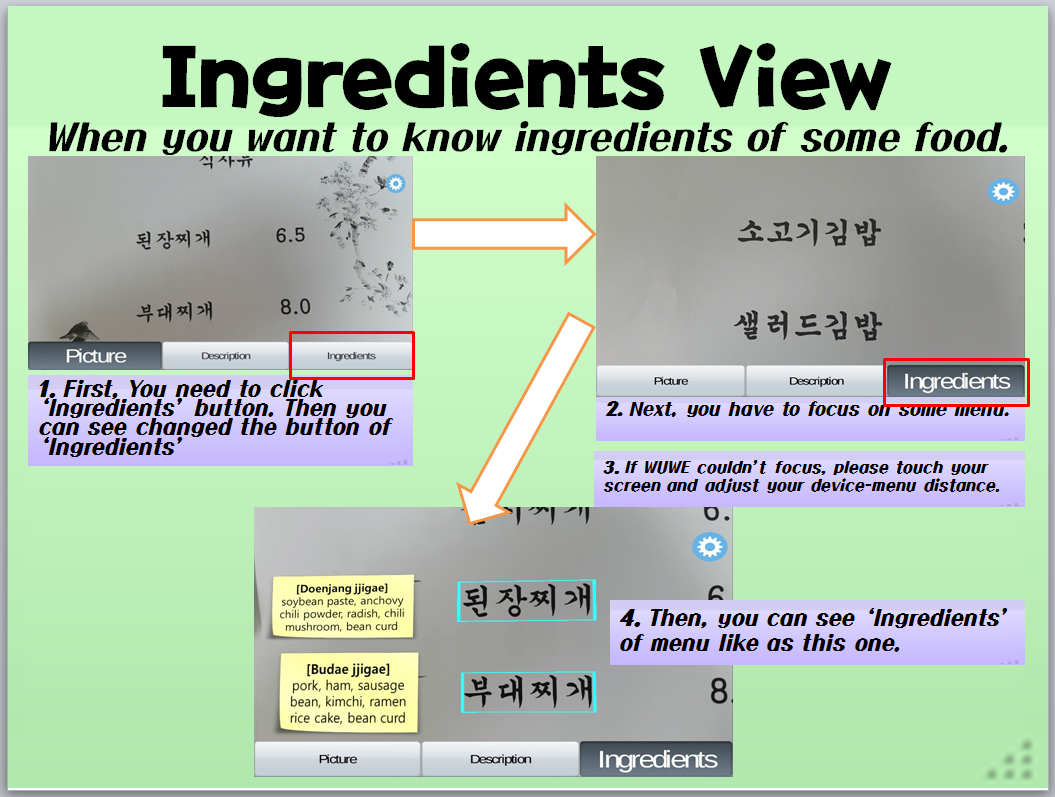 Ingredients View
When you want to know ingredients of some food.
식사류
된장찌개 6.5
부대찌개 8.0
Picture Description Ingredients
1. First, You need to click
‘Ingredients’ button. Then you
can see changed the button of
‘Ingredients’
소고기김밥
샐러드김밥
Picture Description Ingredients
2. Next, you have to focus on some menu.
3. If WUWE couldn’t focus, please touch your
screen and adjust your device-menu distance.
6.
[Doenjang jjigae]
soybean paste, anchovy
chili powder, radish, chili
mushroom, bean curd
된장찌개 6
[Budae jjigae]
pork, ham, sausage
bean, kimchi, ramen
rice cake, bean curd
부대찌개 8.
Picture Description Ingredients
4. Then, you can see ‘Ingredients’
of menu like as this one.